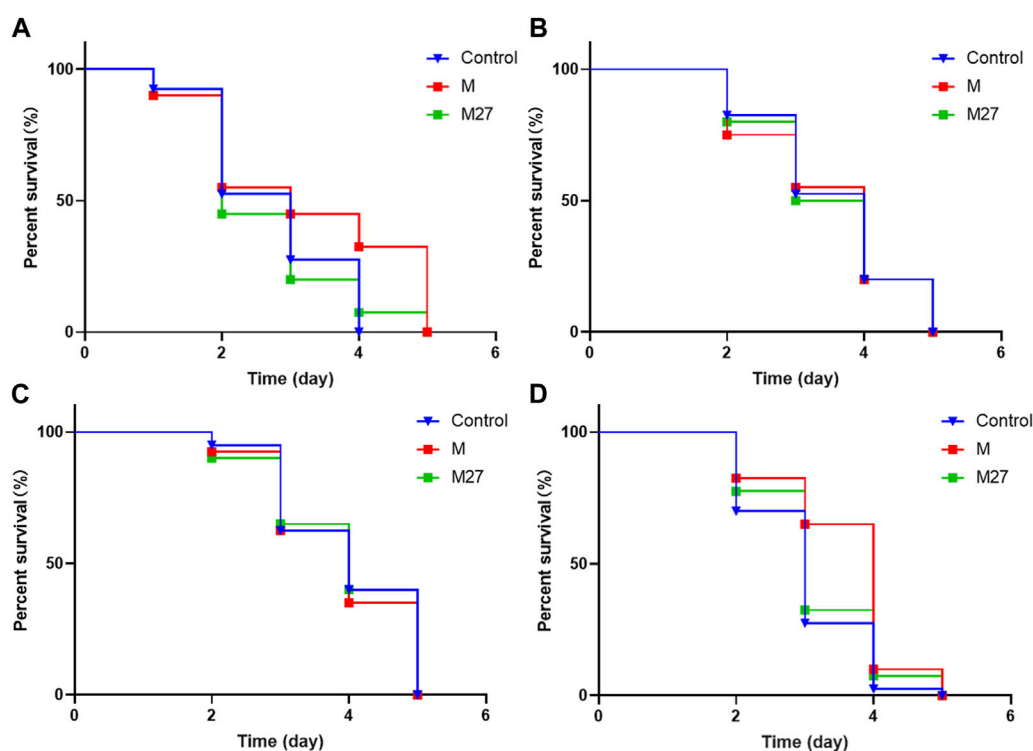 A
Percent survival (%)
100
50
0
0 2 4 6
Time (day)
Control
M
M27
B
Percent survival (%)
100
50
0
0 2 4 6
Time (day)
Control
M
M27
C
Percent survival (%)
100
50
0
0 2 4 6
Time (day)
Control
M
M27
D
Percent survival (%)
100
50
0
0 2 4 6
Time (day)
Control
M
M27